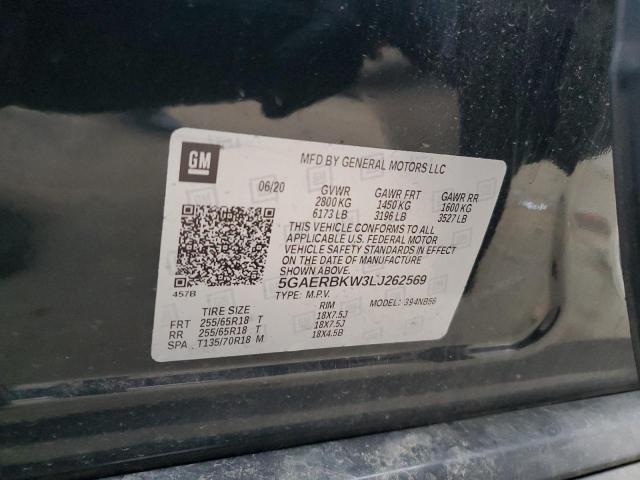 GM
MFD BY GENERAL MOTORS LLC
06/20 GVWR GAWR FRT GAWR RR
2800 KG 1450 KG 1600 KG
6173 LB 3196 LB 3527 LB
THIS VEHICLE CONFORMS TO ALL
APPLICABLE U.S. FEDERAL MOTOR
VEHICLE SAFETY STANDARDS IN EFFECT
ON THE DATE OF MANUFACTURE SHOWN ABOVE.
5GAERBKW3LJ262569
457B
TYPE: M.P.V. MODEL: 394NB56
TIRE SIZE RIM
FRT 255/65R18 T 18X7.5J
RR 255/65R18 T 18X7.5J
SPA T135/70R18 M 18X4.5B